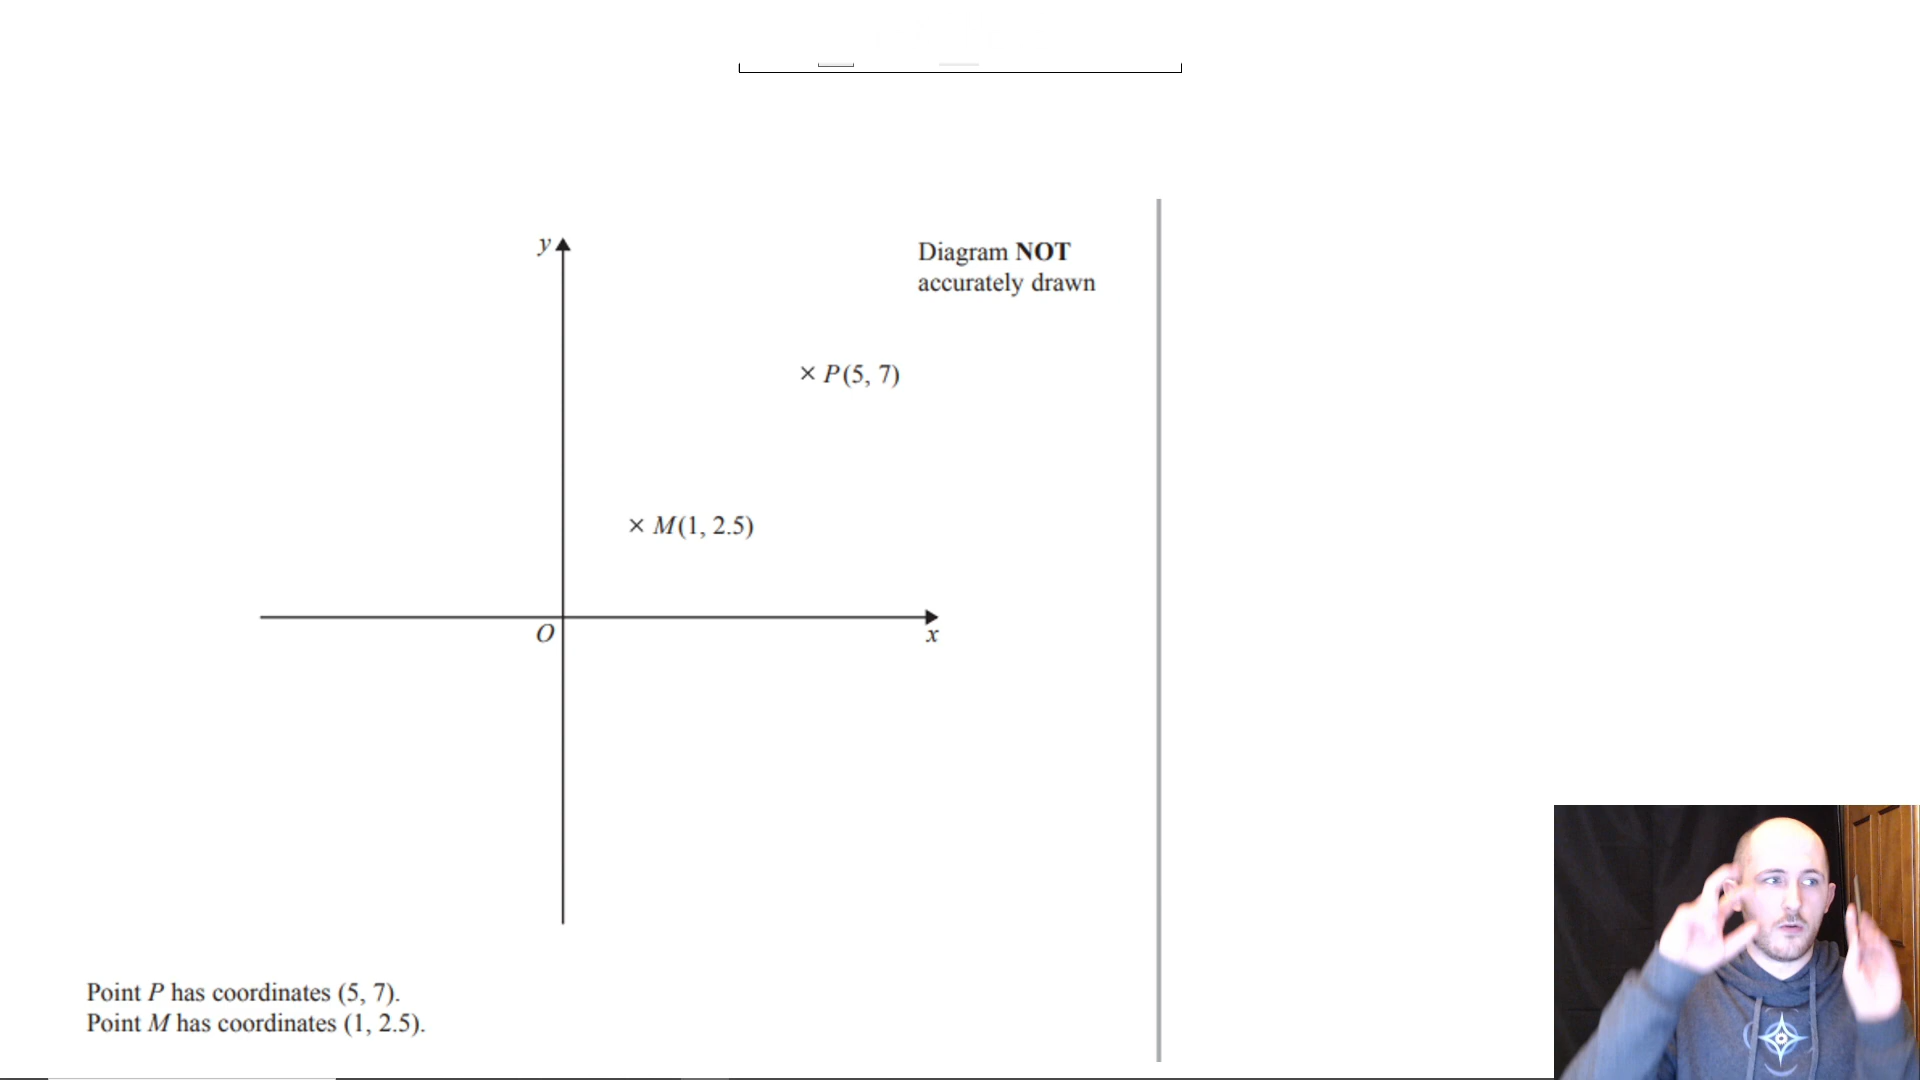 y
Diagram NOT
accurately drawn
× P(5, 7)
× M(1, 2.5)
O
x
Point P has coordinates (5, 7).
Point M has coordinates (1, 2.5).